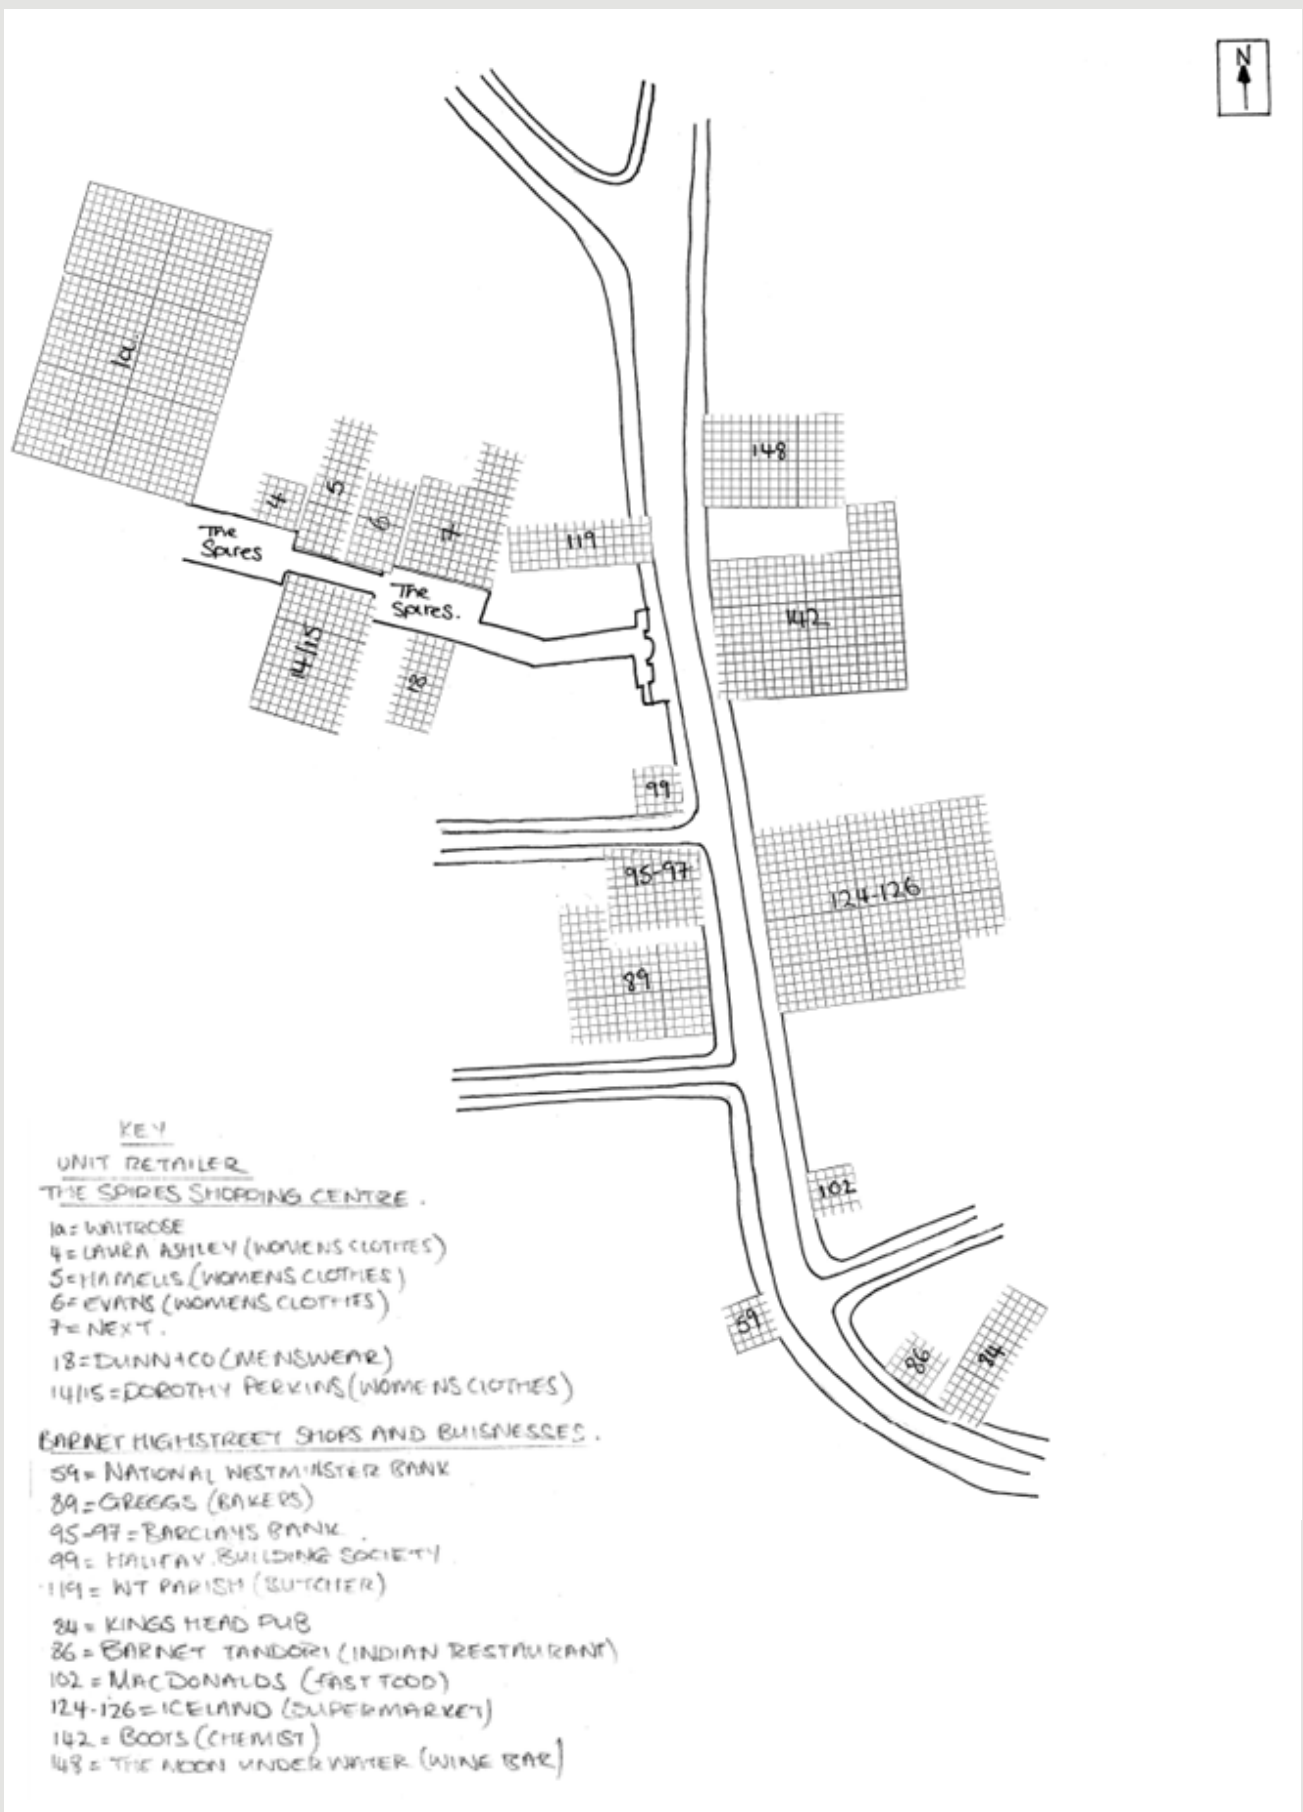 N
1a.
148
4
5
6
7
119
The
Spires
The
Spires.
142
14/15
18
99
95-97
124-126
89
102
59
86
84
KEY
UNIT RETAILER
THE SPIRES SHOPPING CENTRE.
1a = WAITROSE
4 = LAURA ASHLEY (WOMENS CLOTHES)
5 = HAMELLS (WOMENS CLOTHES)
6 = EVANS (WOMENS CLOTHES)
7 = NEXT.
18 = DUNN + CO (MENSWEAR)
14/15 = DOROTHY PERKINS (WOMENS CLOTHES)
BARNET HIGHSTREET SHOPS AND BUISNESSES.
59 = NATIONAL WESTMINSTER BANK
89 = GREGGS (BAKERS)
95-97 = BARCLAYS BANK.
99 = HALIFAX BUILDING SOCIETY
119 = WT PARISH (BUTCHER)
84 = KINGS HEAD PUB
86 = BARNET TANDORI (INDIAN RESTAURANT)
102 = MACDONALDS (FAST FOOD)
124-126 = ICELAND (SUPERMARKET)
142 = BOOTS (CHEMIST)
148 = THE MOON UNDER WATER (WINE BAR)